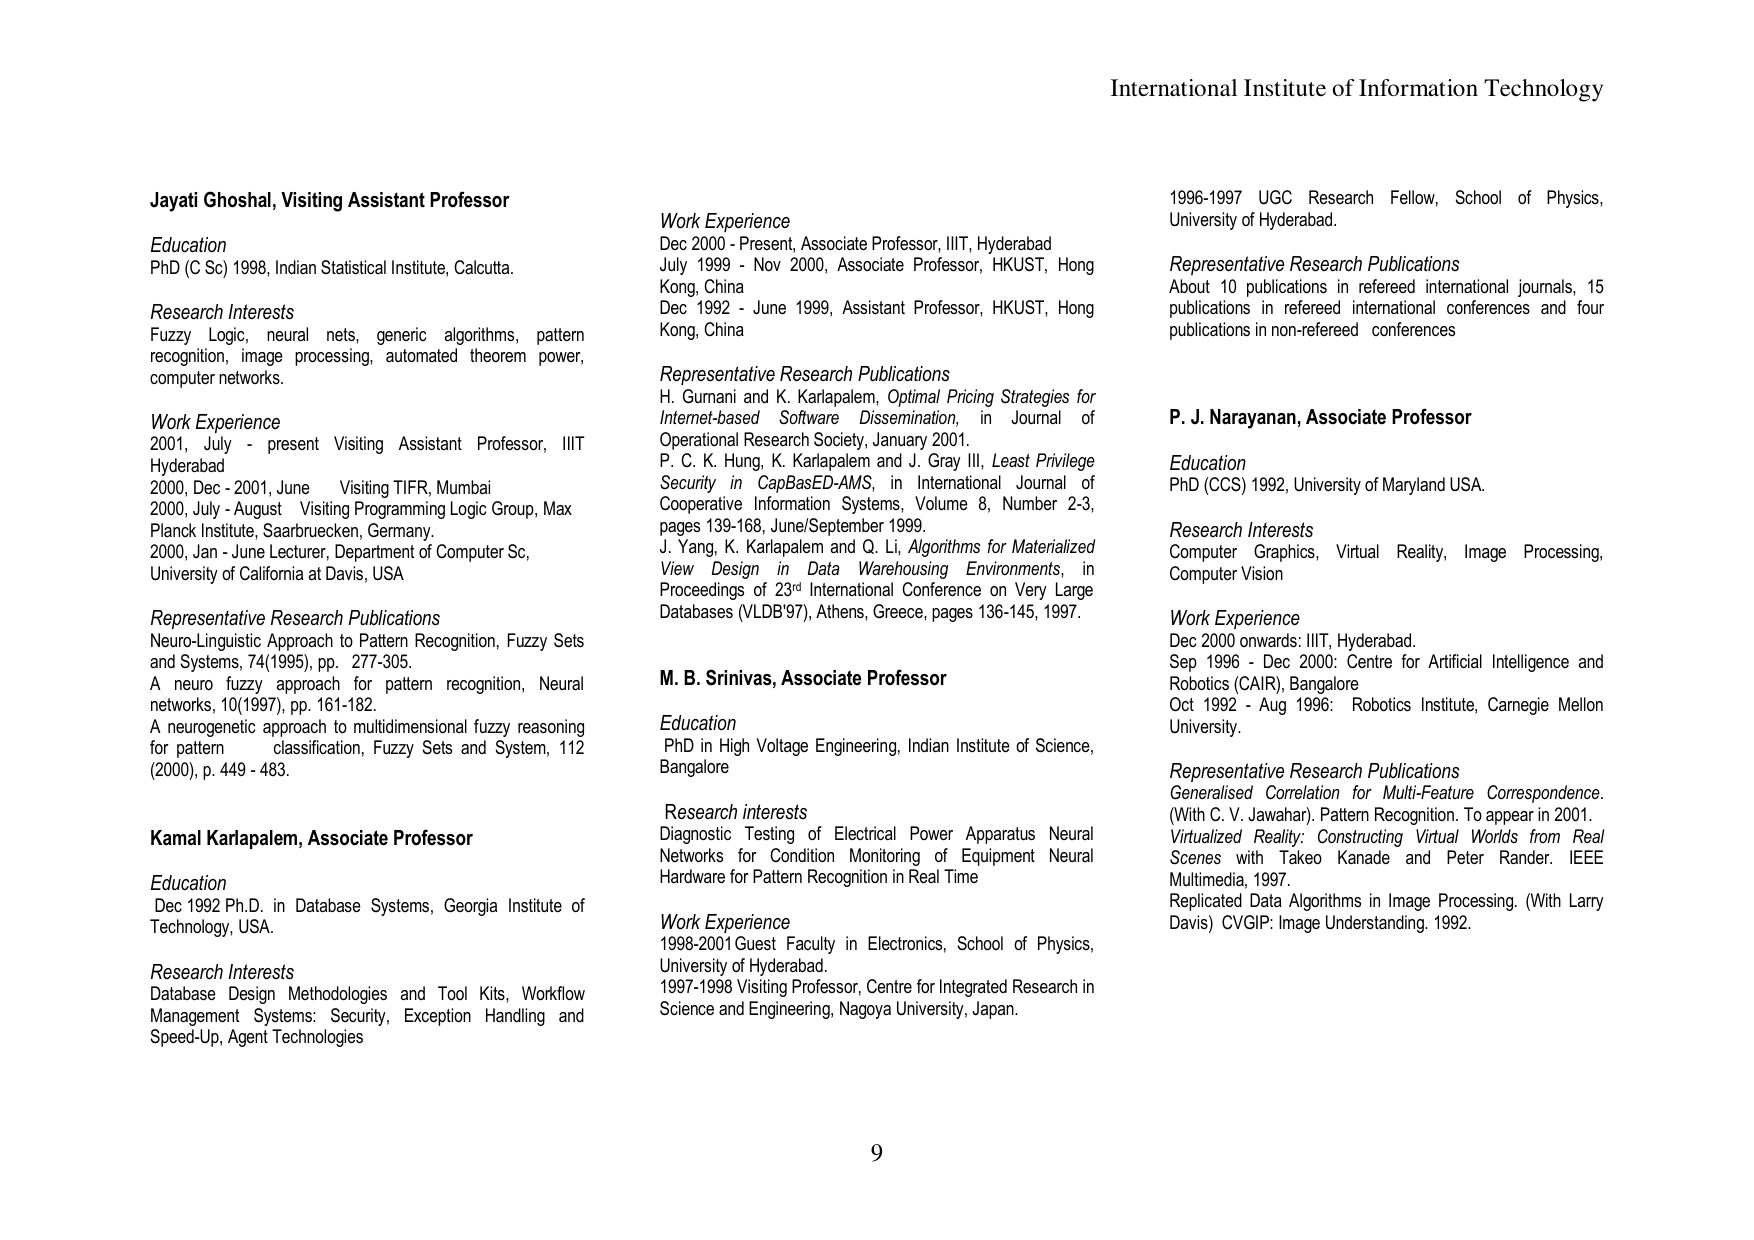 International Institute of Information Technology
Jayati Ghoshal, Visiting Assistant Professor
Education
PhD (C Sc) 1998, Indian Statistical Institute, Calcutta.
Research Interests
Fuzzy Logic, neural nets, generic algorithms, pattern
recognition, image processing, automated theorem power,
computer networks.
Work Experience
2001, July - present Visiting Assistant Professor, IIIT
Hyderabad
2000, Dec - 2001, June Visiting TIFR, Mumbai
2000, July - August Visiting Programming Logic Group, Max
Planck Institute, Saarbruecken, Germany.
2000, Jan - June Lecturer, Department of Computer Sc,
University of California at Davis, USA
Representative Research Publications
Neuro-Linguistic Approach to Pattern Recognition, Fuzzy Sets
and Systems, 74(1995), pp. 277-305.
A neuro fuzzy approach for pattern recognition, Neural
networks, 10(1997), pp. 161-182.
A neurogenetic approach to multidimensional fuzzy reasoning
for pattern classification, Fuzzy Sets and System, 112
(2000), p. 449 - 483.
Kamal Karlapalem, Associate Professor
Education
Dec 1992 Ph.D. in Database Systems, Georgia Institute of
Technology, USA.
Research Interests
Database Design Methodologies and Tool Kits, Workflow
Management Systems: Security, Exception Handling and
Speed-Up, Agent Technologies
Work Experience
Dec 2000 - Present, Associate Professor, IIIT, Hyderabad
July 1999 - Nov 2000, Associate Professor, HKUST, Hong
Kong, China
Dec 1992 - June 1999, Assistant Professor, HKUST, Hong
Kong, China
Representative Research Publications
H. Gurnani and K. Karlapalem, Optimal Pricing Strategies for
Internet-based Software Dissemination, in Journal of
Operational Research Society, January 2001.
P. C. K. Hung, K. Karlapalem and J. Gray III, Least Privilege
Security in CapBasED-AMS, in International Journal of
Cooperative Information Systems, Volume 8, Number 2-3,
pages 139-168, June/September 1999.
J. Yang, K. Karlapalem and Q. Li, Algorithms for Materialized
View Design in Data Warehousing Environments, in
Proceedings of 23rd International Conference on Very Large
Databases (VLDB'97), Athens, Greece, pages 136-145, 1997.
M. B. Srinivas, Associate Professor
Education
PhD in High Voltage Engineering, Indian Institute of Science,
Bangalore
Research interests
Diagnostic Testing of Electrical Power Apparatus Neural
Networks for Condition Monitoring of Equipment Neural
Hardware for Pattern Recognition in Real Time
Work Experience
1998-2001 Guest Faculty in Electronics, School of Physics,
University of Hyderabad.
1997-1998 Visiting Professor, Centre for Integrated Research in
Science and Engineering, Nagoya University, Japan.
1996-1997 UGC Research Fellow, School of Physics,
University of Hyderabad.
Representative Research Publications
About 10 publications in refereed international journals, 15
publications in refereed international conferences and four
publications in non-refereed conferences
P. J. Narayanan, Associate Professor
Education
PhD (CCS) 1992, University of Maryland USA.
Research Interests
Computer Graphics, Virtual Reality, Image Processing,
Computer Vision
Work Experience
Dec 2000 onwards: IIIT, Hyderabad.
Sep 1996 - Dec 2000: Centre for Artificial Intelligence and
Robotics (CAIR), Bangalore
Oct 1992 - Aug 1996: Robotics Institute, Carnegie Mellon
University.
Representative Research Publications
Generalised Correlation for Multi-Feature Correspondence.
(With C. V. Jawahar). Pattern Recognition. To appear in 2001.
Virtualized Reality: Constructing Virtual Worlds from Real
Scenes with Takeo Kanade and Peter Rander. IEEE
Multimedia, 1997.
Replicated Data Algorithms in Image Processing. (With Larry
Davis) CVGIP: Image Understanding. 1992.
9